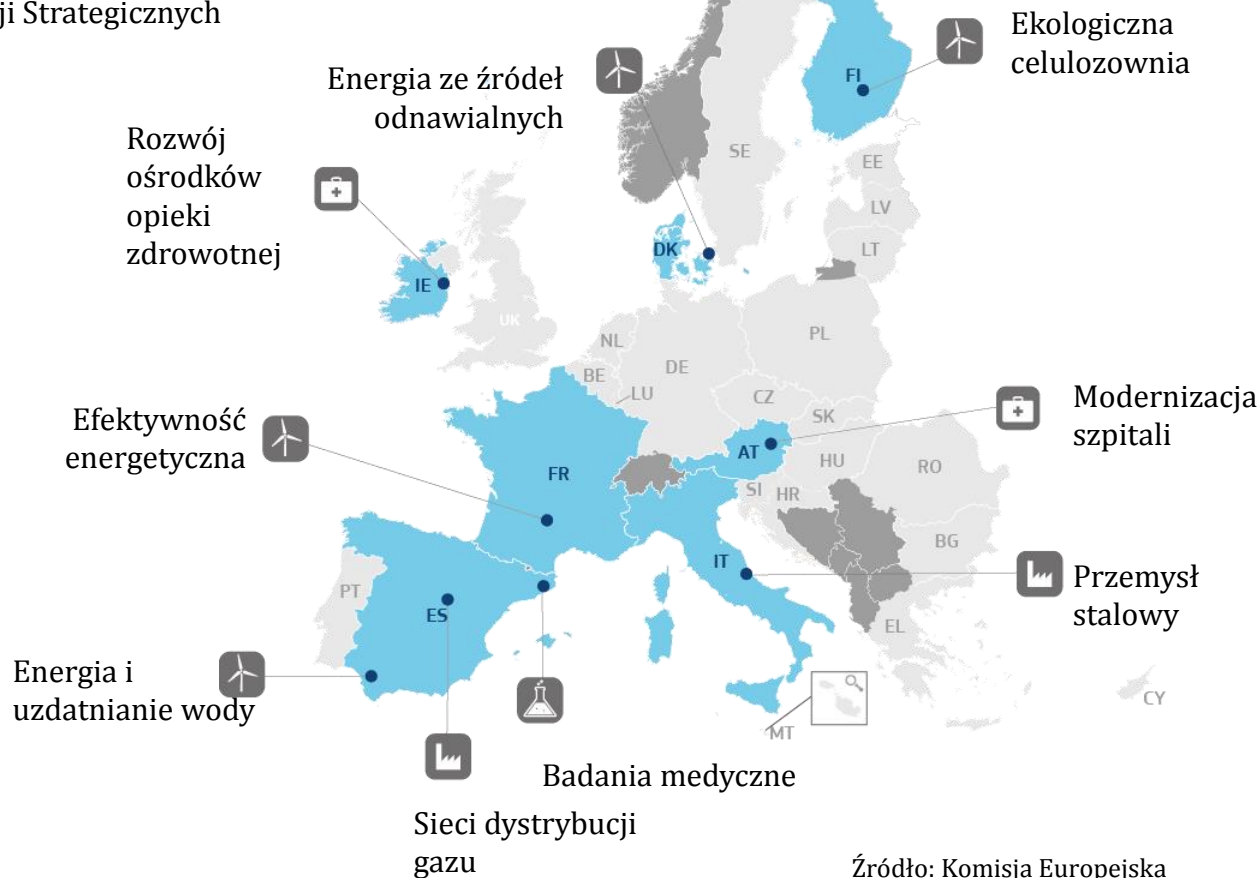 ji Strategicznych
Ekologiczna
celulozownia
Energia ze źródeł
odnawialnych
FI
Rozwój
ośrodków
opieki
zdrowotnej
SE
EE
LV
LT
DK
IE
UK
NL
PL
DE
BE
LU
CZ
SK
Efektywność
energetyczna
Modernizacja
szpitali
AT
FR
HU
RO
SI
HR
BG
IT
Przemysł
stalowy
PT
ES
EL
Energia i
uzdatnianie wody
CY
MT
Badania medyczne
Sieci dystrybucji
gazu
Źródło: Komisja Europejska